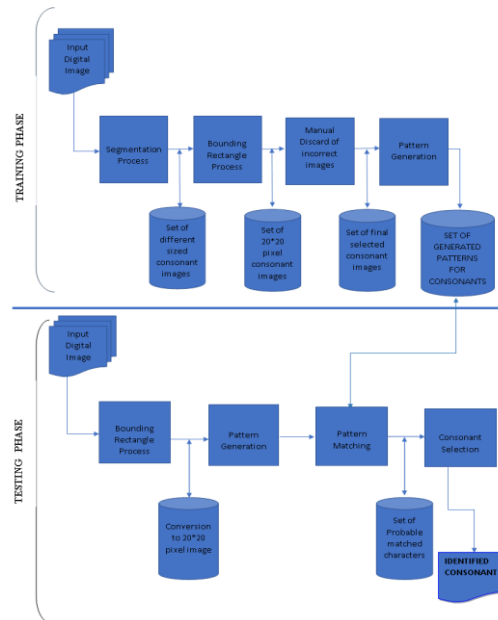 TRAINING PHASE
Input
Digital
Image
Segmentation
Process
Bounding
Rectangle Process
Manual
Discard of
incorrect images
Pattern
Generation
Set of
different
sized
consonant
images
Set of
20*20
pixel
consonant
images
Set of final
selected
consonant
images
SET OF
GENERATED
PATTERNS
FOR
CONSONANTS
TESTING PHASE
Input
Digital
Image
Bounding
Rectangle
Process
Pattern
Generation
Pattern
Matching
Consonant
Selection
Conversion
to 20*20
pixel image
Set of
Probable
matched
characters
IDENTIFIED
CONSONANT